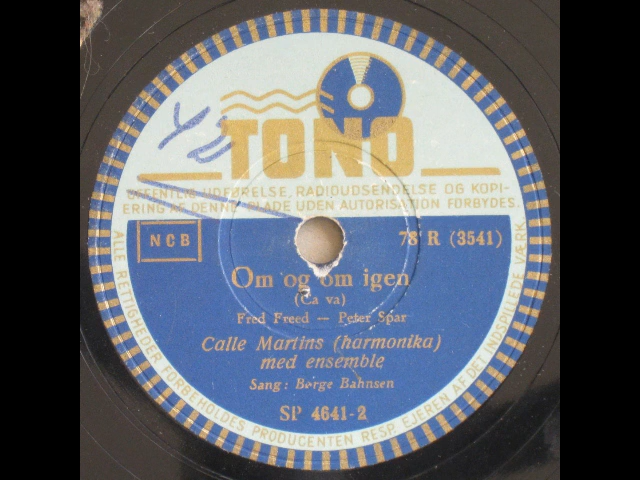 TONO
OFFENTLIG UDFØRELSE, RADIOUDSENDELSE OG KOPI-
ERING AF DENNE PLADE UDEN AUTORISATION FORBYDES.
NCB
78 R (3541)
Om og om igen
(Ca va)
Fred Freed — Peter Spar
Calle Martins (harmonika)
med ensemble
Sang: Børge Bahnsen
SP 4641-2
ALLE RETTIGHEDER FORBEHOLDES PRODUCENTEN RESP. EJEREN AF DET INDSPILLEDE VÆRK.